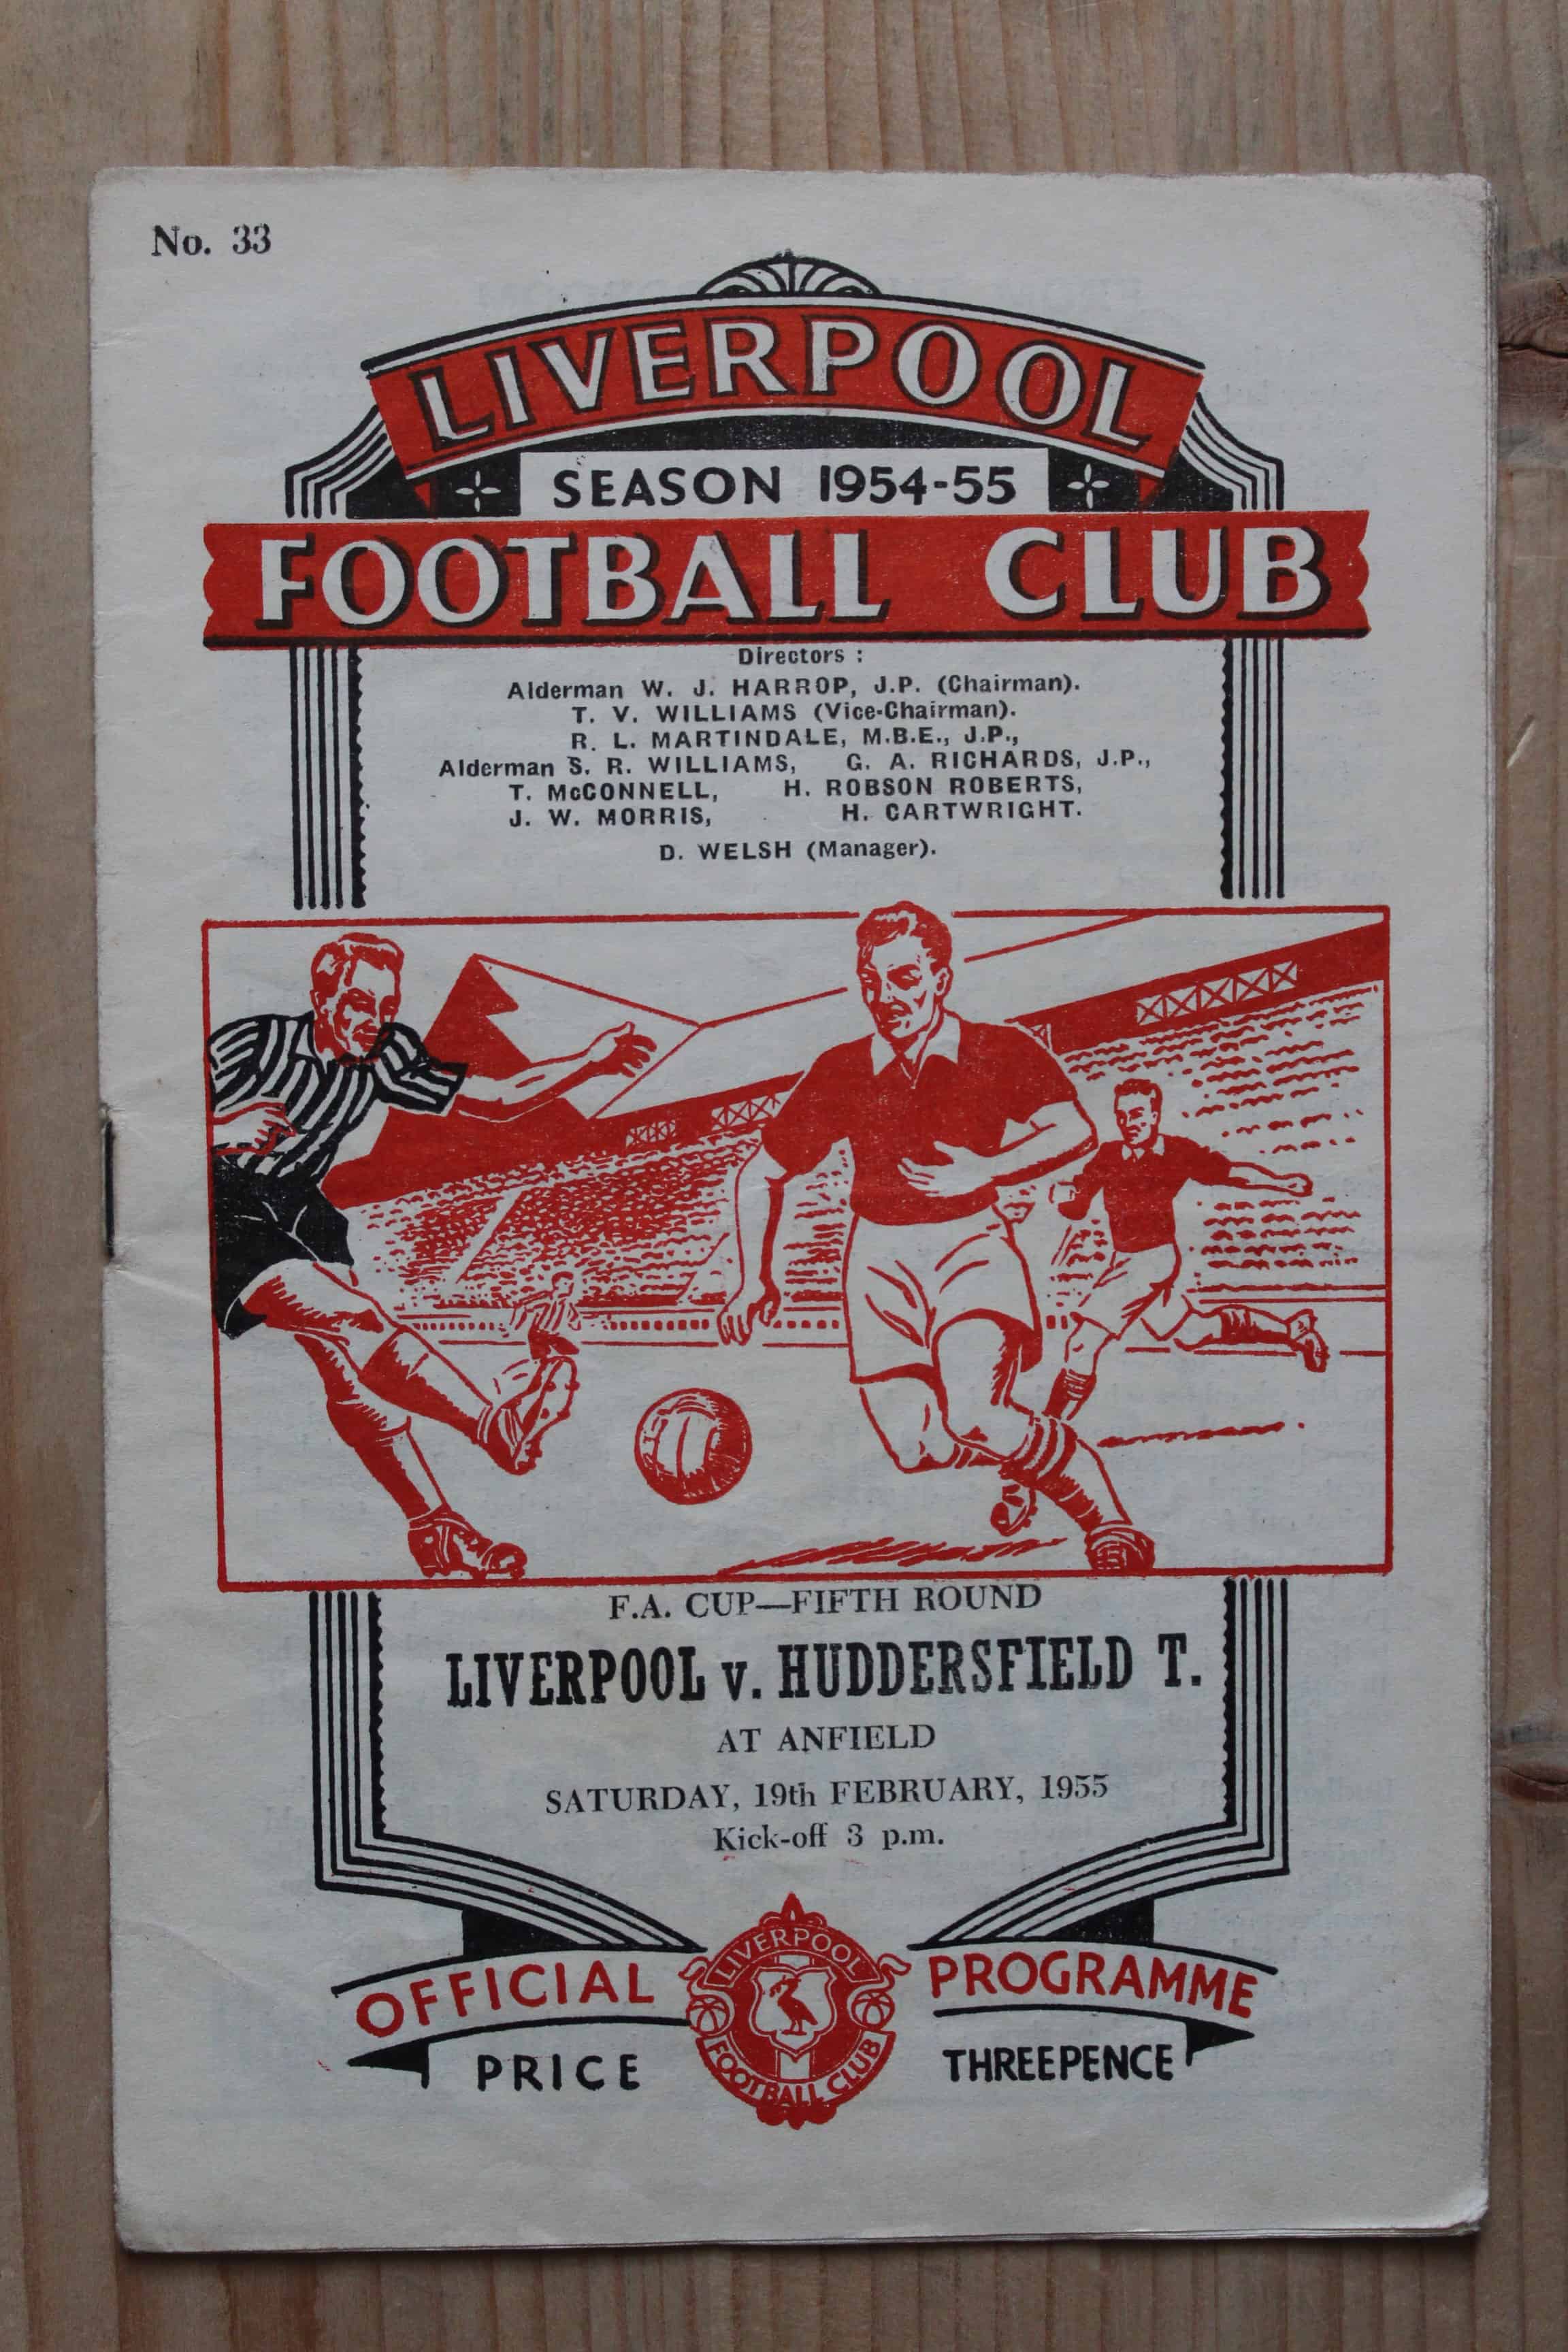 No. 33
LIVERPOOL
SEASON 1954-55
FOOTBALL CLUB
Directors :
Alderman W. J. HARROP, J.P. (Chairman).
T. V. WILLIAMS (Vice-Chairman).
R. L. MARTINDALE, M.B.E., J.P.,
Alderman S. R. WILLIAMS, G. A. RICHARDS, J.P.,
T. McCONNELL, H. ROBSON ROBERTS,
J. W. MORRIS, H. CARTWRIGHT.
D. WELSH (Manager).
F.A. CUP—FIFTH ROUND
LIVERPOOL v. HUDDERSFIELD T.
AT ANFIELD
SATURDAY, 19th FEBRUARY, 1955
Kick-off 3 p.m.
OFFICIAL PROGRAMME
PRICE THREEPENCE
LIVERPOOL
FOOTBALL CLUB